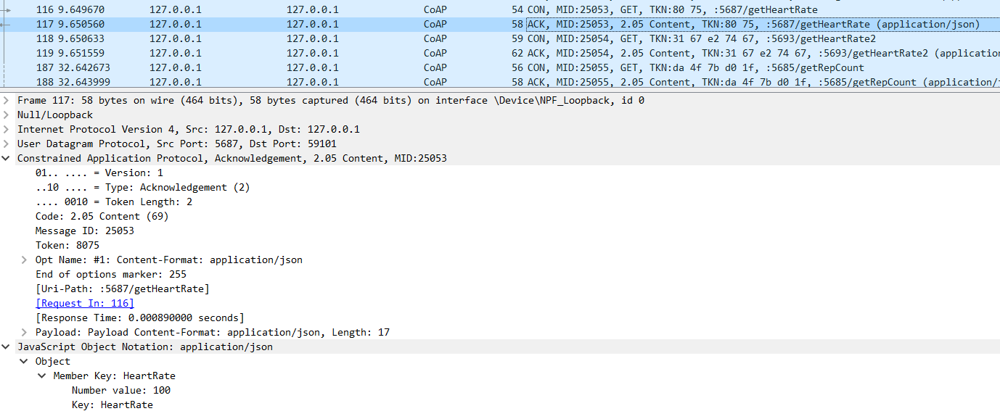 116 9.649670 127.0.0.1 127.0.0.1 CoAP 54 CON, MID:25053, GET, TKN:80 75, :5687/getHeartRate
117 9.650560 127.0.0.1 127.0.0.1 CoAP 58 ACK, MID:25053, 2.05 Content, TKN:80 75, :5687/getHeartRate (application/json)
118 9.650633 127.0.0.1 127.0.0.1 CoAP 59 CON, MID:25054, GET, TKN:31 67 e2 74 67, :5693/getHeartRate2
119 9.651559 127.0.0.1 127.0.0.1 CoAP 62 ACK, MID:25054, 2.05 Content, TKN:31 67 e2 74 67, :5693/getHeartRate2 (application
187 32.642673 127.0.0.1 127.0.0.1 CoAP 56 CON, MID:25055, GET, TKN:da 4f 7b d0 1f, :5685/getRepCount
188 32.643999 127.0.0.1 127.0.0.1 CoAP 58 ACK, MID:25055, 2.05 Content, TKN:da 4f 7b d0 1f, :5685/getRepCount (application/
Frame 117: 58 bytes on wire (464 bits), 58 bytes captured (464 bits) on interface \Device\NPF_Loopback, id 0
Null/Loopback
Internet Protocol Version 4, Src: 127.0.0.1, Dst: 127.0.0.1
User Datagram Protocol, Src Port: 5687, Dst Port: 59101
Constrained Application Protocol, Acknowledgement, 2.05 Content, MID:25053
01.. .... = Version: 1
..10 .... = Type: Acknowledgement (2)
.... 0010 = Token Length: 2
Code: 2.05 Content (69)
Message ID: 25053
Token: 8075
Opt Name: #1: Content-Format: application/json
End of options marker: 255
[Uri-Path: :5687/getHeartRate]
[Request In: 116]
[Response Time: 0.000890000 seconds]
Payload: Payload Content-Format: application/json, Length: 17
JavaScript Object Notation: application/json
Object
Member Key: HeartRate
Number value: 100
Key: HeartRate